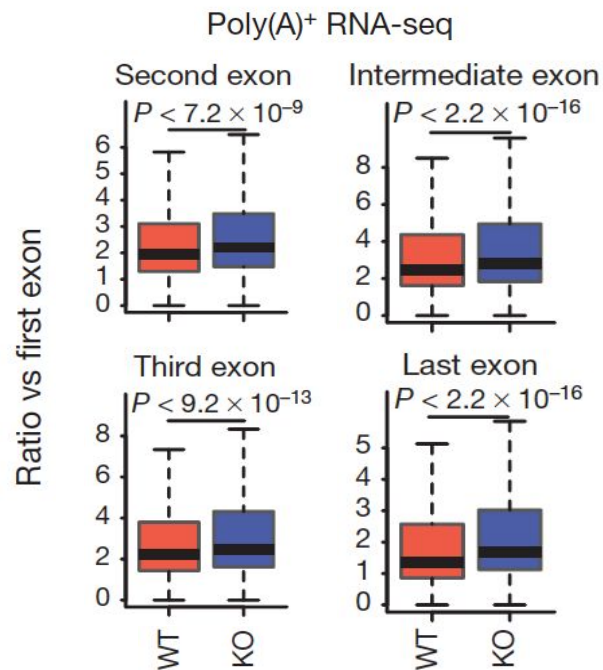 Poly(A)⁺ RNA-seq
Second exon
P < 7.2 × 10⁻⁹
6
5
4
3
2
1
0
Intermediate exon
P < 2.2 × 10⁻¹⁶
8
6
4
2
0
Ratio vs first exon
Third exon
P < 9.2 × 10⁻¹³
8
6
4
2
0
WT
KO
Last exon
P < 2.2 × 10⁻¹⁶
5
4
3
2
1
0
WT
KO